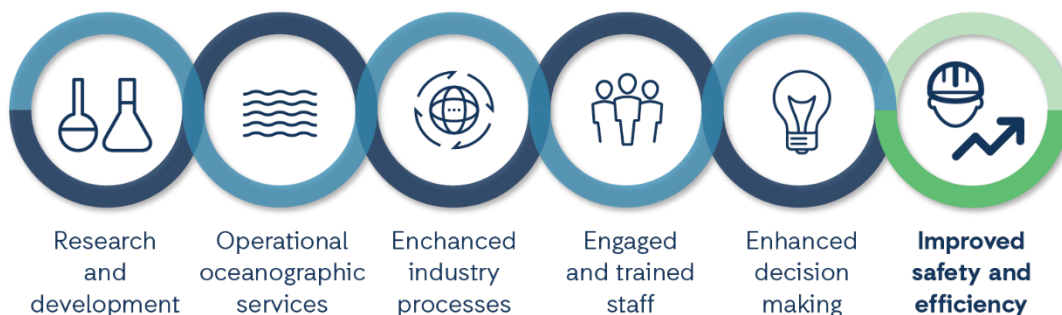 Research
and
development
Operational
oceanographic
services
Enchanced
industry
processes
Engaged
and trained
staff
Enhanced
decision
making
Improved
safety and
efficiency